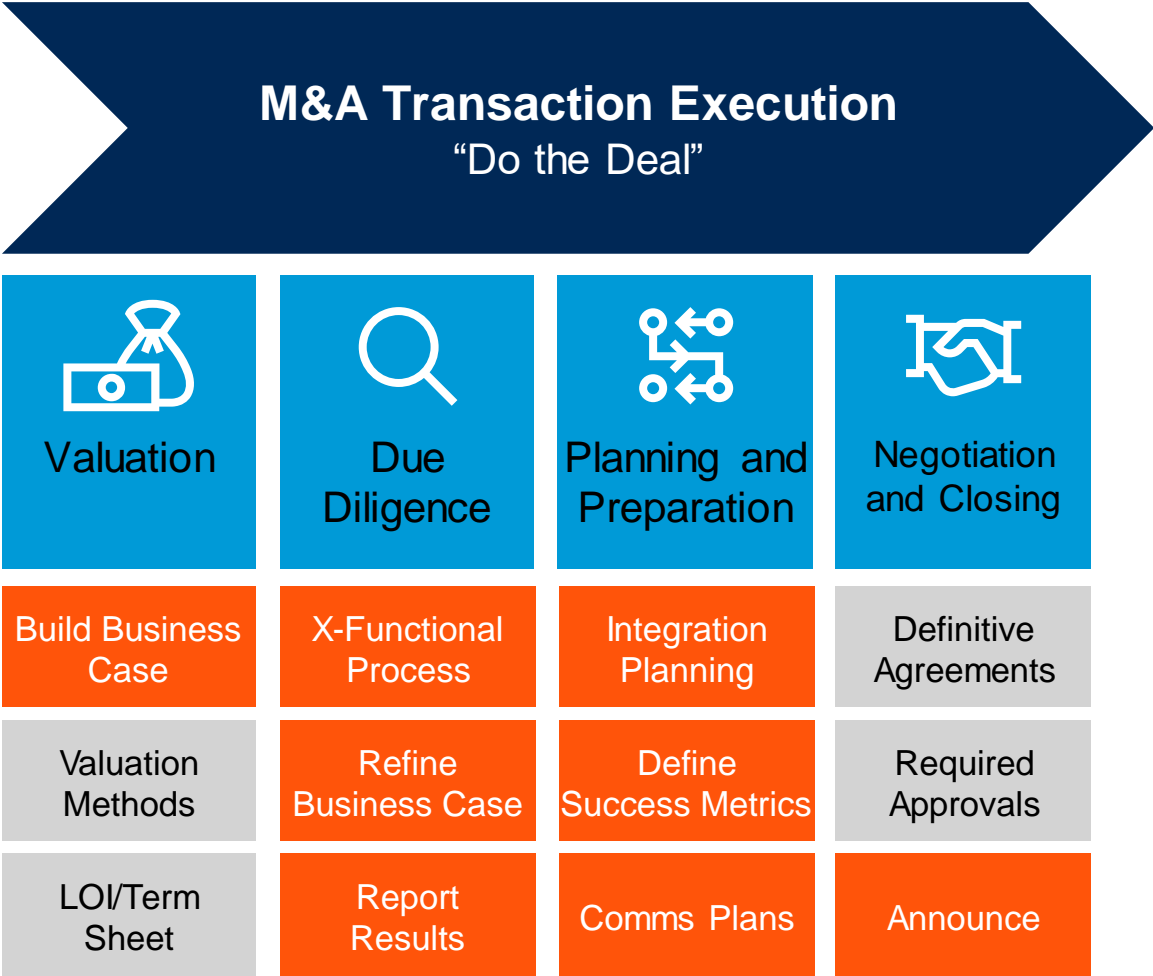 M&A Transaction Execution
“Do the Deal”
Valuation
Due
Diligence
Planning and
Preparation
Negotiation
and Closing
Build Business
Case
X-Functional
Process
Integration
Planning
Definitive
Agreements
Valuation
Methods
Refine
Business Case
Define
Success Metrics
Required
Approvals
LOI/Term
Sheet
Report
Results
Comms Plans
Announce